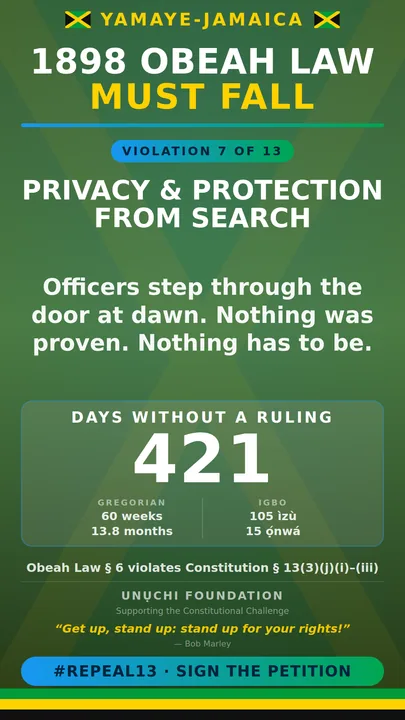 YAMAYE-JAMAICA
1898 OBEAH LAW
MUST FALL
VIOLATION 7 OF 13
PRIVACY & PROTECTION
FROM SEARCH
Officers step through the
door at dawn. Nothing was
proven. Nothing has to be.
DAYS WITHOUT A RULING
421
GREGORIAN
60 weeks
13.8 months
IGBO
105 ìzù
15 ọ́nwá
Obeah Law § 6 violates Constitution § 13(3)(j)(i)–(iii)
UNỤCHI FOUNDATION
Supporting the Constitutional Challenge
“Get up, stand up: stand up for your rights!”
— Bob Marley
#REPEAL13 · SIGN THE PETITION